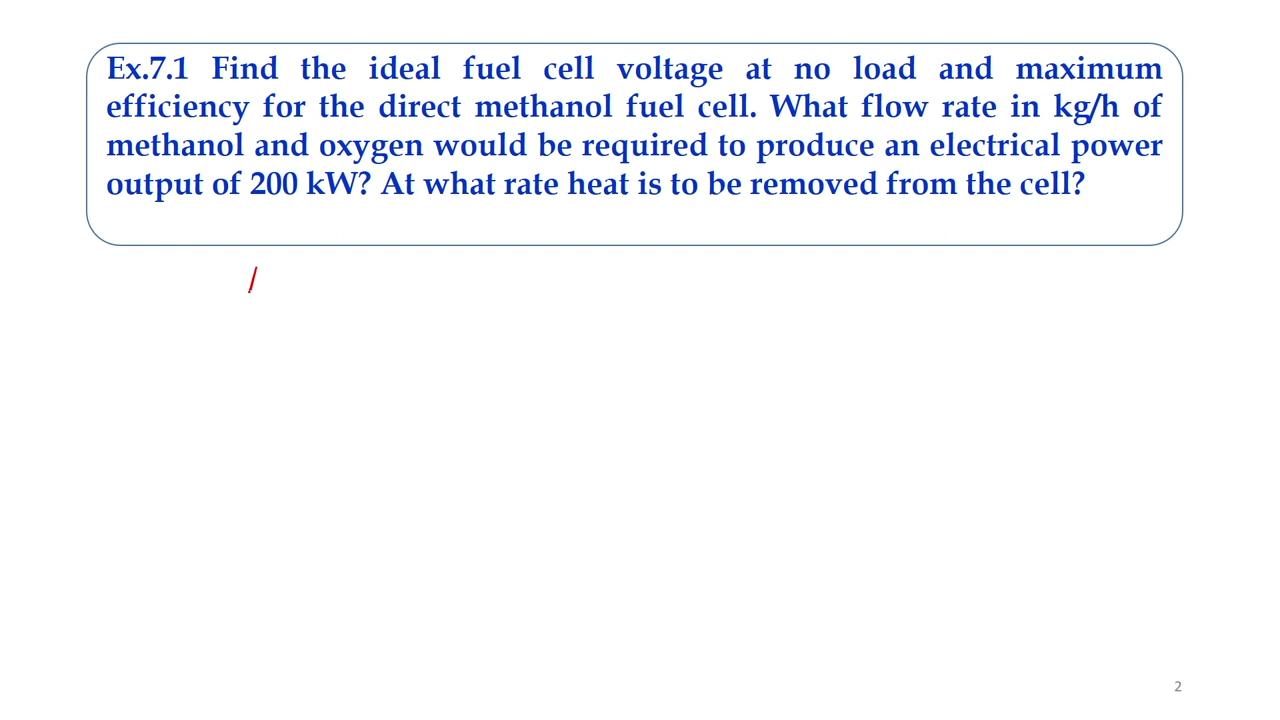 Ex.7.1 Find the ideal fuel cell voltage at no load and maximum
efficiency for the direct methanol fuel cell. What flow rate in kg/h of
methanol and oxygen would be required to produce an electrical power
output of 200 kW? At what rate heat is to be removed from the cell?
/
2